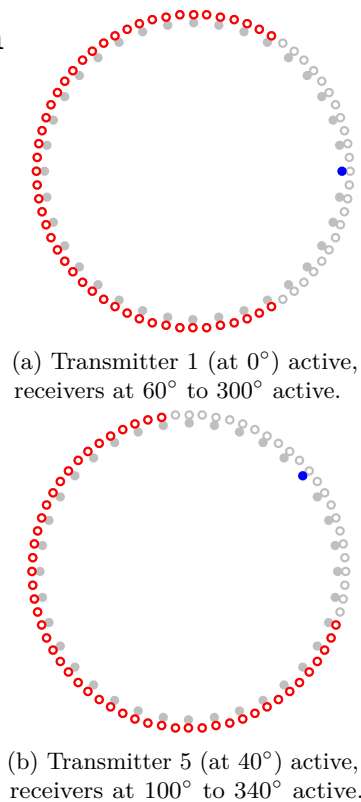 (a) Transmitter 1 (at 0°) active,
receivers at 60° to 300° active.
(b) Transmitter 5 (at 40°) active,
receivers at 100° to 340° active.